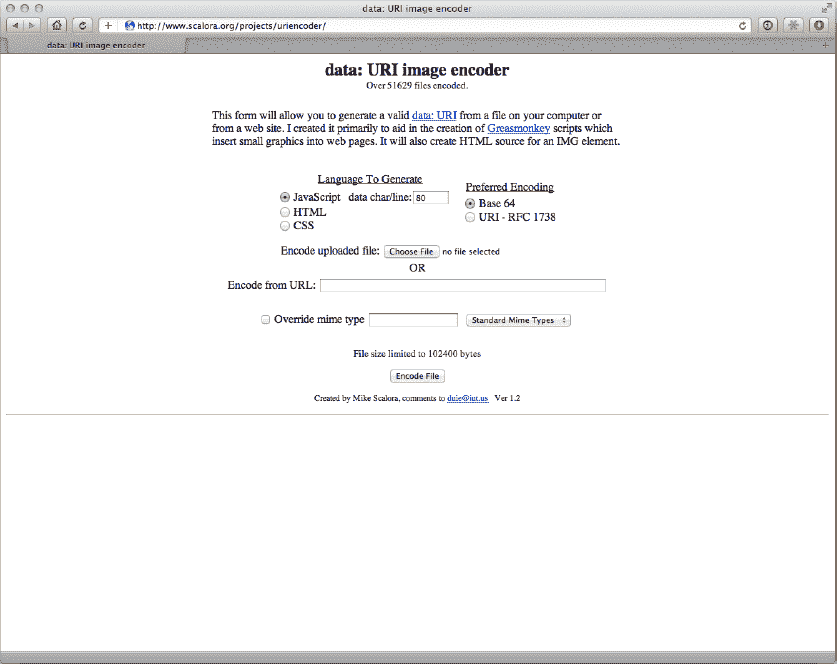 data: URI image encoder
http://www.scalora.org/projects/uriencoder/
data: URI image encoder
data: URI image encoder
Over 51629 files encoded.
This form will allow you to generate a valid data: URI from a file on your computer or
from a web site. I created it primarily to aid in the creation of Greasmonkey scripts which
insert small graphics into web pages. It will also create HTML source for an IMG element.
Language To Generate
JavaScript data char/line: 80
HTML
CSS
Preferred Encoding
Base 64
URI - RFC 1738
Encode uploaded file: Choose File no file selected
OR
Encode from URL:
Override mime type Standard Mime Types
File size limited to 102400 bytes
Encode File
Created by Mike Scalora, comments to Ver 1.2